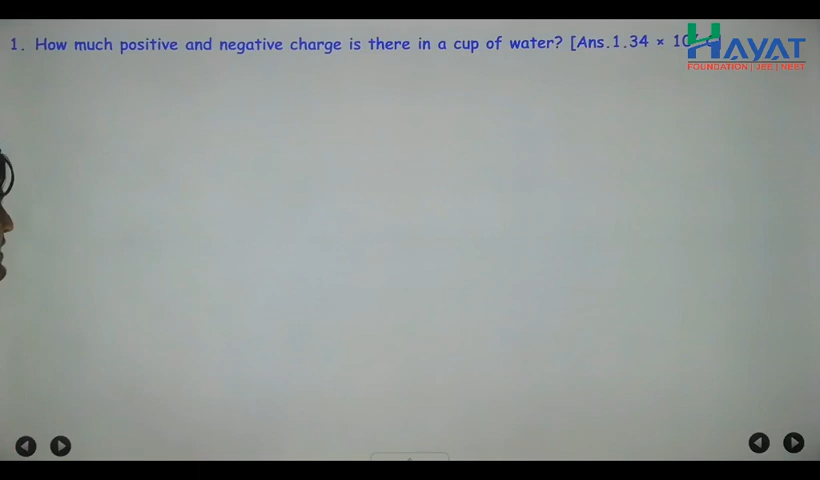 1. How much positive and negative charge is there in a cup of water? [Ans.1.34 × 10
HAYAT
FOUNDATION | JEE | NEET